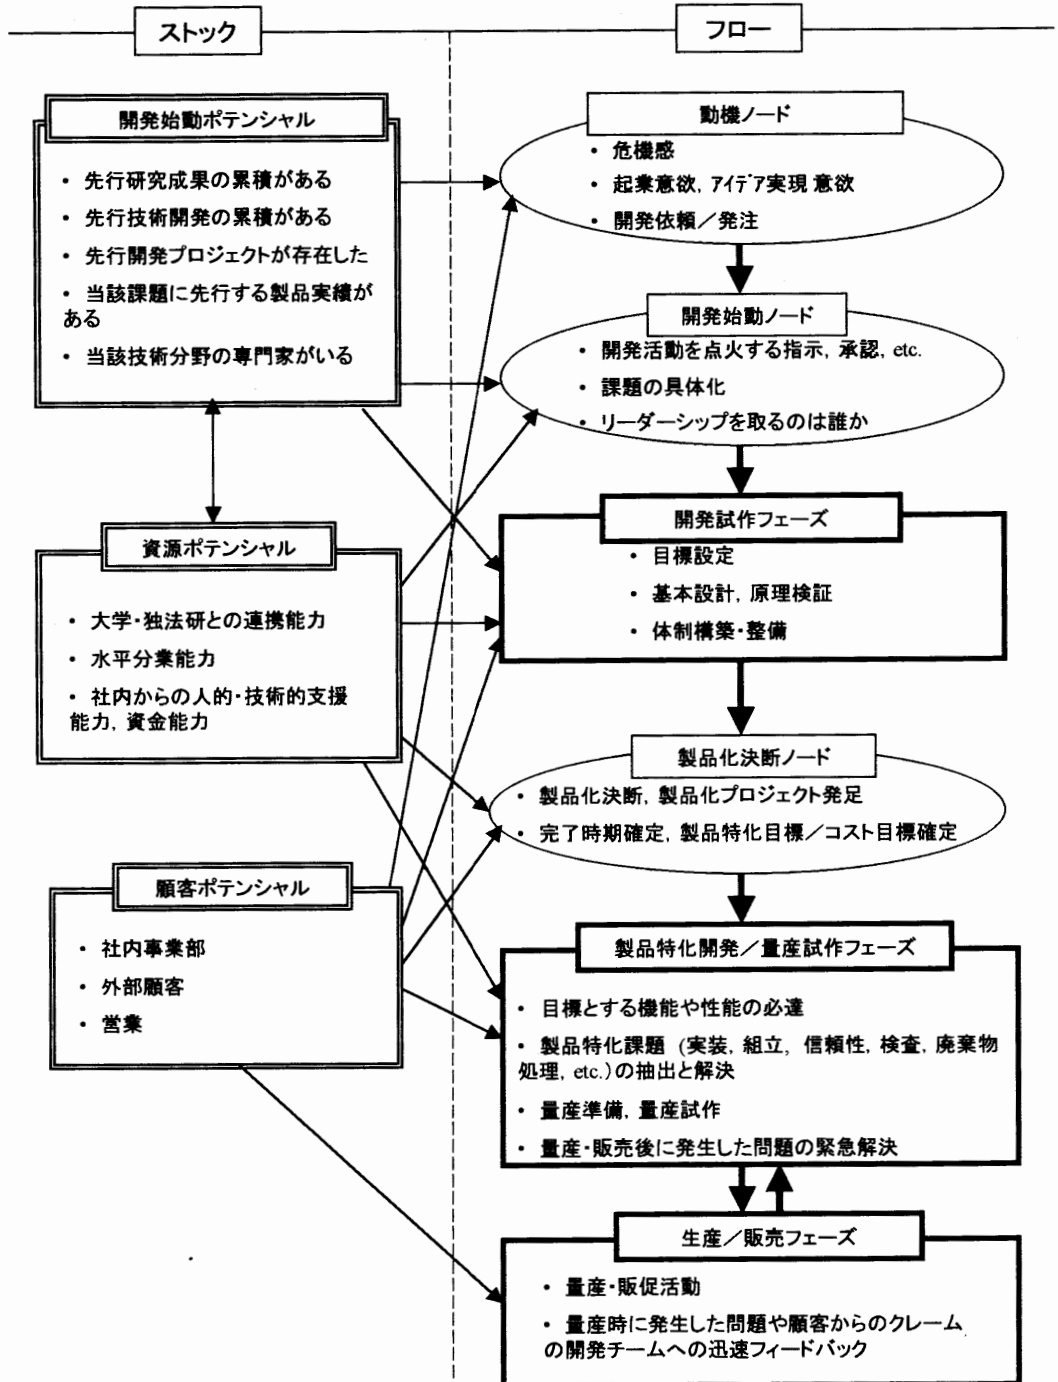 ストック
フロー
開発始動ポテンシャル
・ 先行研究成果の累積がある
・ 先行技術開発の累積がある
・ 先行開発プロジェクトが存在した
・ 当該課題に先行する製品実績が
ある
・ 当該技術分野の専門家がいる
資源ポテンシャル
・ 大学・独法研との連携能力
・ 水平分業能力
・ 社内からの人的・技術的支援
能力, 資金能力
顧客ポテンシャル
・ 社内事業部
・ 外部顧客
・ 営業
動機ノード
・ 危機感
・ 起業意欲, アイデア実現 意欲
・ 開発依頼／発注
開発始動ノード
・ 開発活動を点火する指示, 承認, etc.
・ 課題の具体化
・ リーダーシップを取るのは誰か
開発試作フェーズ
・ 目標設定
・ 基本設計, 原理検証
・ 体制構築・整備
製品化決断ノード
・ 製品化決断, 製品化プロジェクト発足
・ 完了時期確定, 製品特化目標／コスト目標確定
製品特化開発／量産試作フェーズ
・ 目標とする機能や性能の必達
・ 製品特化課題 (実装, 組立, 信頼性, 検査, 廃棄物
処理, etc.)の抽出と解決
・ 量産準備, 量産試作
・ 量産・販売後に発生した問題の緊急解決
生産／販売フェーズ
・ 量産・販促活動
・ 量産時に発生した問題や顧客からのクレーム
の開発チームへの迅速フィードバック